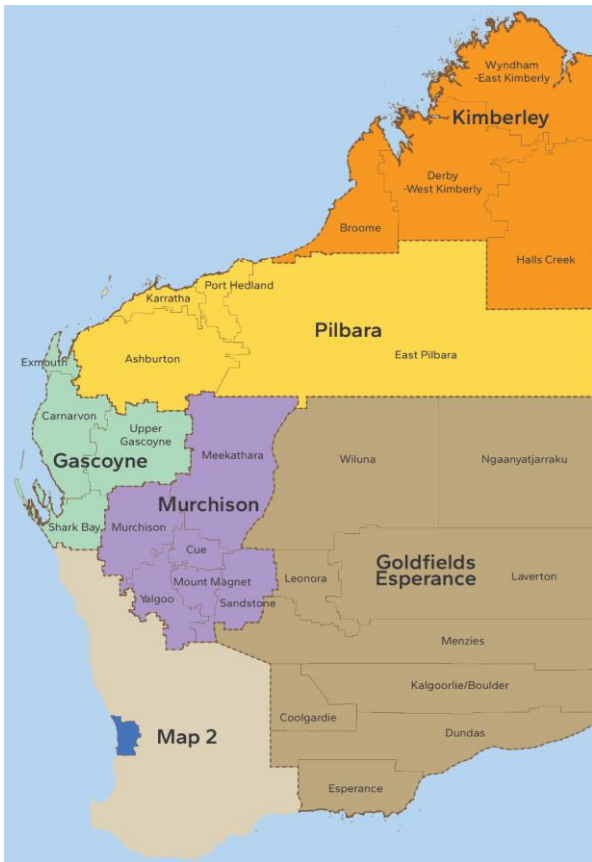 Wyndham
-East Kimberly
Kimberley
Derby
-West Kimberly
Broome
Halls Creek
Port Hedland
Karratha
Pilbara
East Pilbara
Ashburton
Exmouth
Carnarvon
Upper
Gascoyne
Gascoyne
Shark Bay
Meekathara
Murchison
Murchison
Cue
Mount Magnet
Yalgoo
Sandstone
Wiluna
Ngaanyatjarraku
Goldfields
Esperance
Leonora
Laverton
Menzies
Kalgoorlie/Boulder
Coolgardie
Dundas
Esperance
Map 2